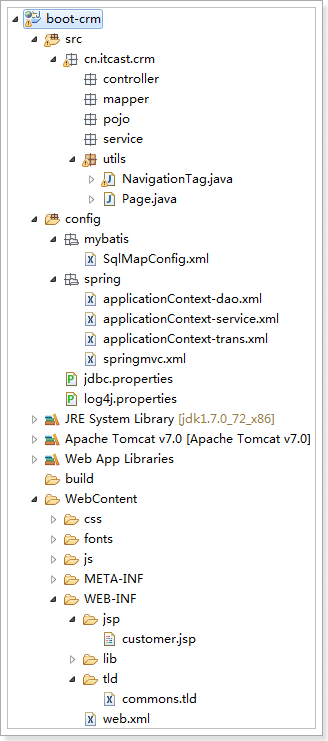 boot-crm
src
cn.itcast.crm
controller
mapper
pojo
service
utils
NavigationTag.java
Page.java
config
mybatis
SqlMapConfig.xml
spring
applicationContext-dao.xml
applicationContext-service.xml
applicationContext-trans.xml
springmvc.xml
jdbc.properties
log4j.properties
JRE System Library [jdk1.7.0_72_x86]
Apache Tomcat v7.0 [Apache Tomcat v7.0]
Web App Libraries
build
WebContent
css
fonts
js
META-INF
WEB-INF
jsp
customer.jsp
lib
tld
commons.tld
web.xml